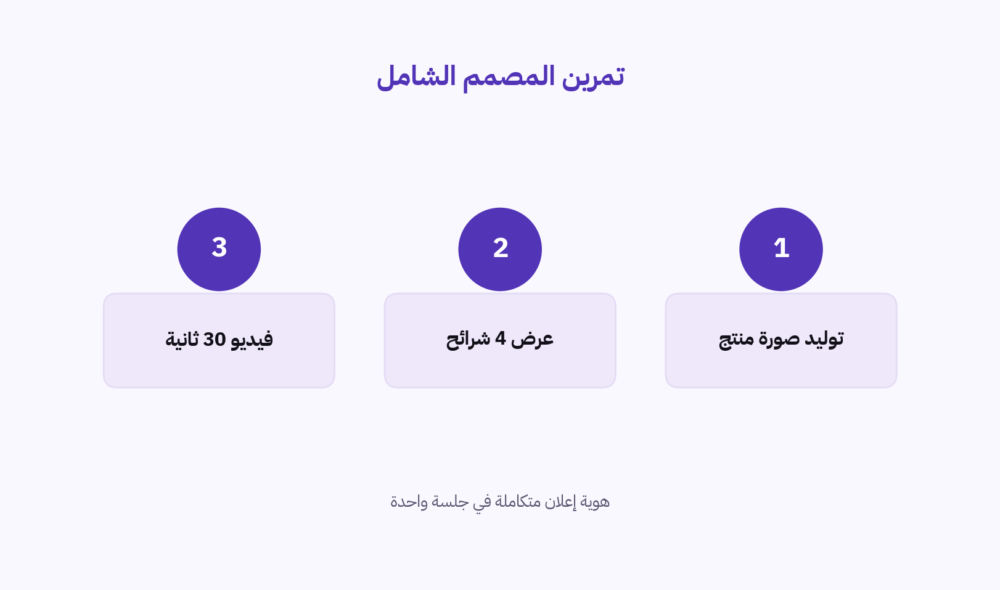 تمرين المصمم الشامل
1
توليد صورة منتج
2
عرض 4 شرائح
3
فيديو 30 ثانية
هوية إعلان متكاملة في جلسة واحدة